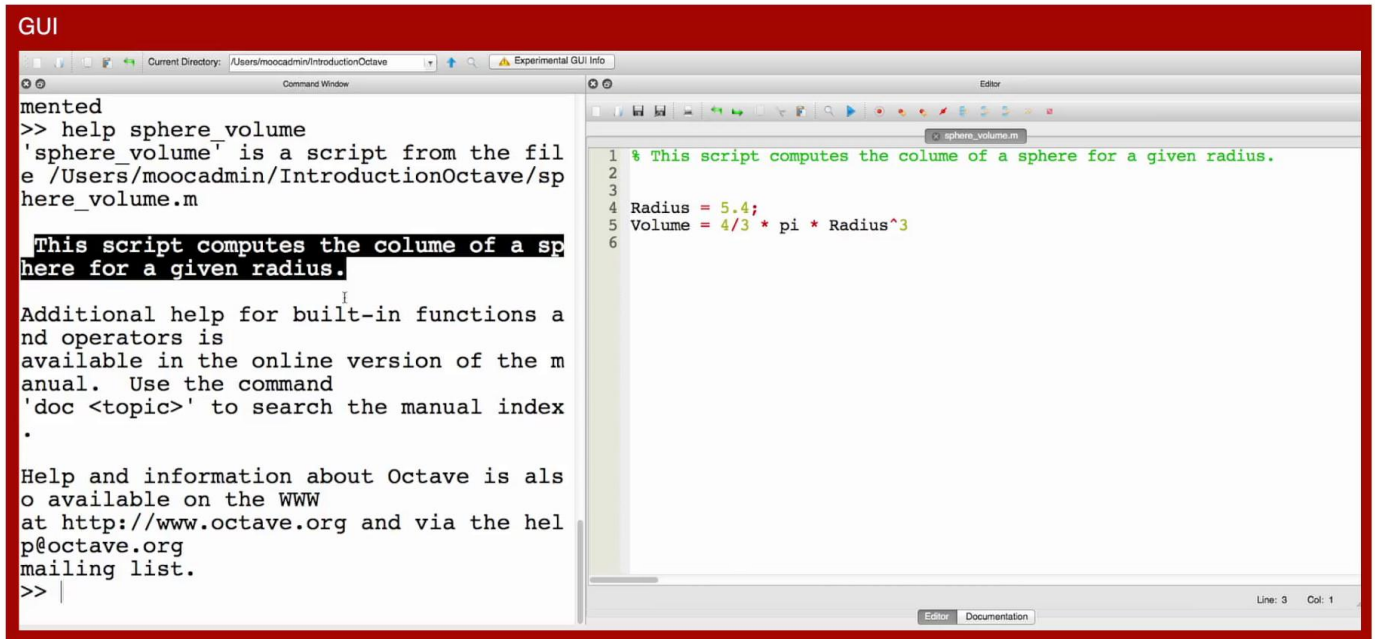 GUI
Current Directory: /Users/moocadmin/IntroductionOctave Experimental GUI Info
Command Window
mented
>> help sphere_volume
'sphere_volume' is a script from the fil
e /Users/moocadmin/IntroductionOctave/sp
here_volume.m
This script computes the colume of a sp
here for a given radius.
Additional help for built-in functions a
nd operators is
available in the online version of the m
anual.  Use the command
'doc <topic>' to search the manual index
.
Help and information about Octave is als
o available on the WWW
at http://www.octave.org and via the hel
p@octave.org
mailing list.
>>
Editor
sphere_volume.m
1 % This script computes the colume of a sphere for a given radius.
2
3
4 Radius = 5.4;
5 Volume = 4/3 * pi * Radius^3
6
Line: 3 Col: 1
Editor Documentation